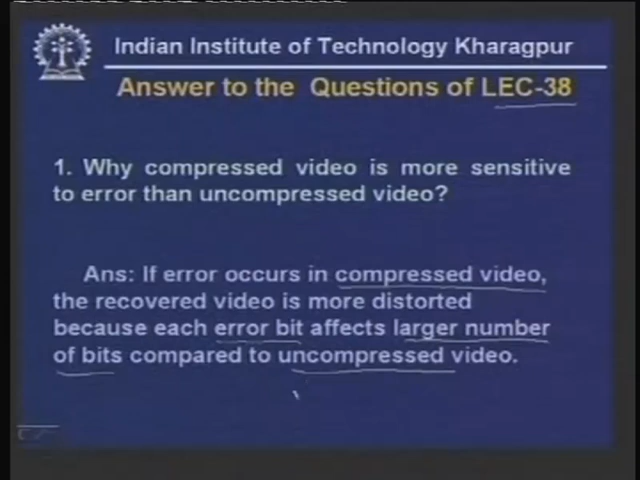 Indian Institute of Technology Kharagpur
Answer to the Questions of LEC-38
1. Why compressed video is more sensitive
to error than uncompressed video?
Ans: If error occurs in compressed video,
the recovered video is more distorted
because each error bit affects larger number
of bits compared to uncompressed video.